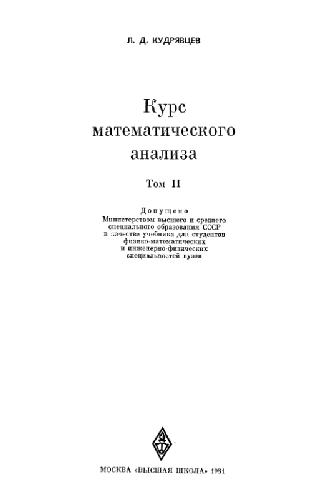 Л. Д. КУДРЯВЦЕВ
Курс
математического
анализа
Том II
Допущено
Министерством высшего и среднего
специального образования СССР
в качестве учебника для студентов
физико-математических
и инженерно-физических
специальностей вузов
МОСКВА «ВЫСШАЯ ШКОЛА» 1981